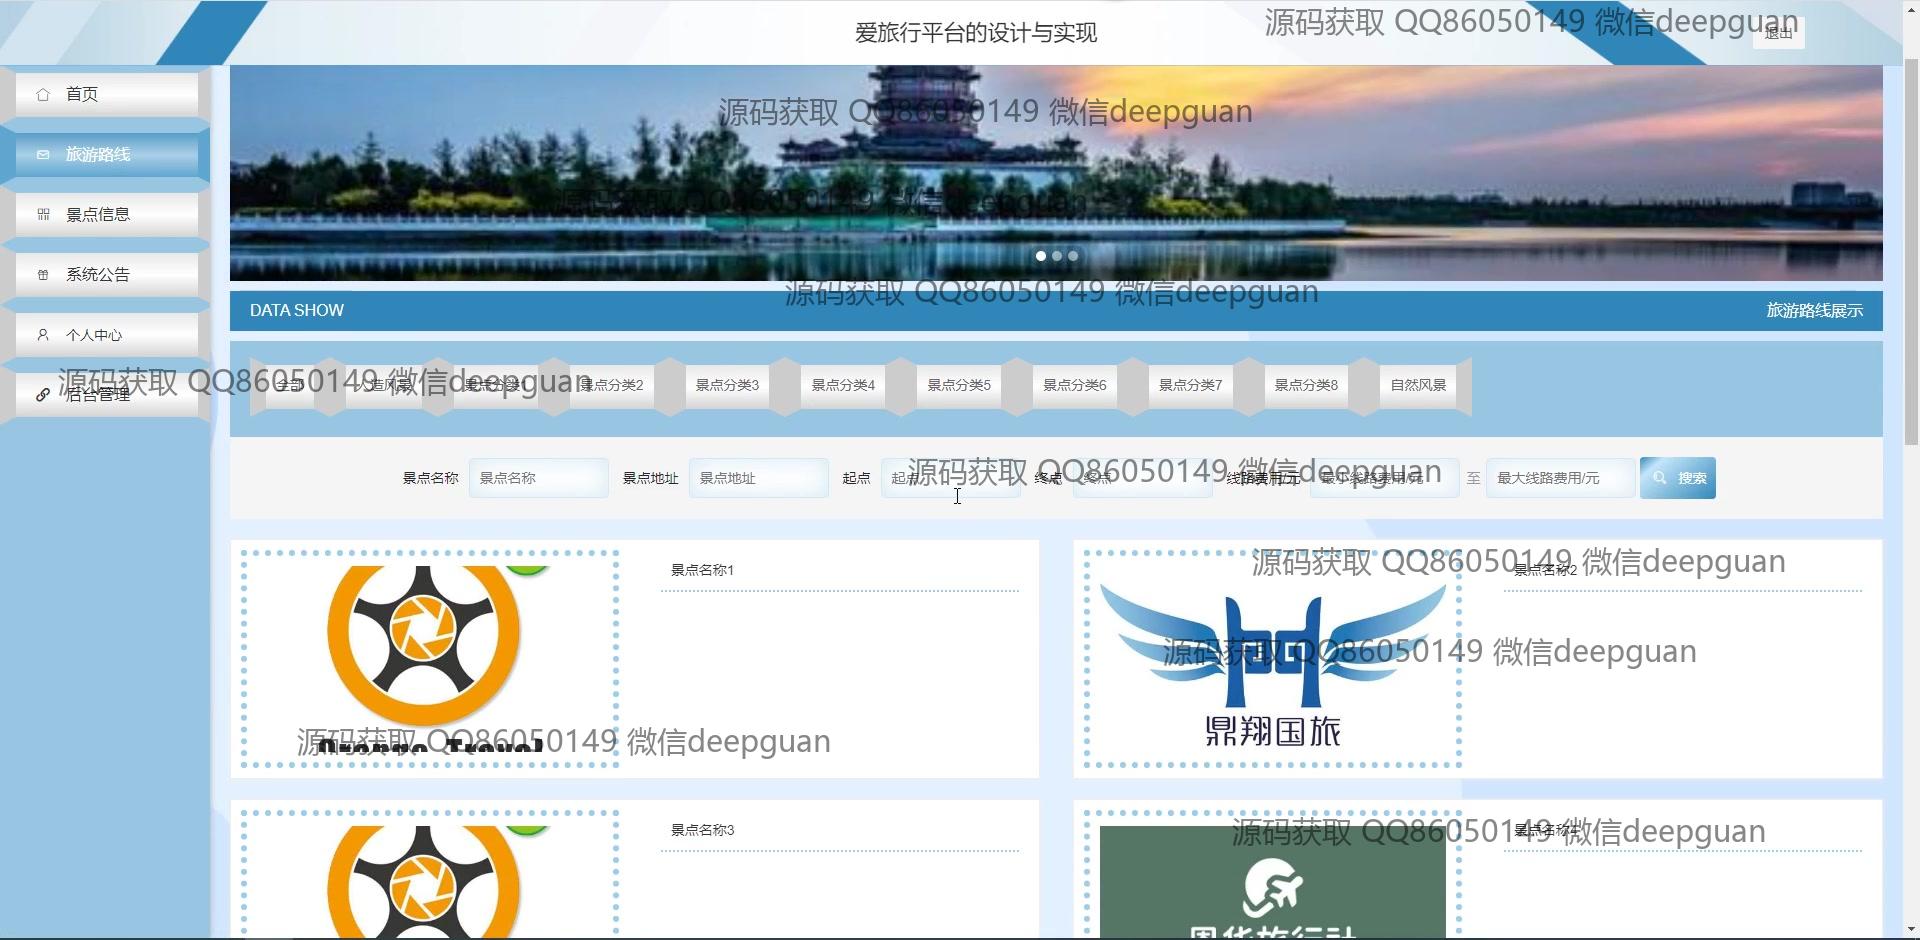 爱旅行平台的设计与实现
源码获取 QQ86050149 微信deepguan
退出
首页
源码获取 QQ86050149 微信deepguan
旅游路线
源码获取 QQ86050149 微信deepguan
景点信息
系统公告
源码获取 QQ86050149 微信deepguan
DATA SHOW
旅游路线展示
个人中心
源码获取 QQ86050149 微信deepguan
后台管理
全部 人造风景 景点分类1 景点分类2 景点分类3 景点分类4 景点分类5 景点分类6 景点分类7 景点分类8 自然风景
源码获取 QQ86050149 微信deepguan
景点名称 景点名称 景点地址 景点地址 起点 起点 终点 终点 线路费用/元 最小线路费用/元 至 最大线路费用/元 搜索
景点名称1
源码获取 QQ86050149 微信deepguan
景点名称2
源码获取 QQ86050149 微信deepguan
鼎翔国旅
源码获取 QQ86050149 微信deepguan
Orange Travel
景点名称3
源码获取 QQ86050149 微信deepguan
景点名称4